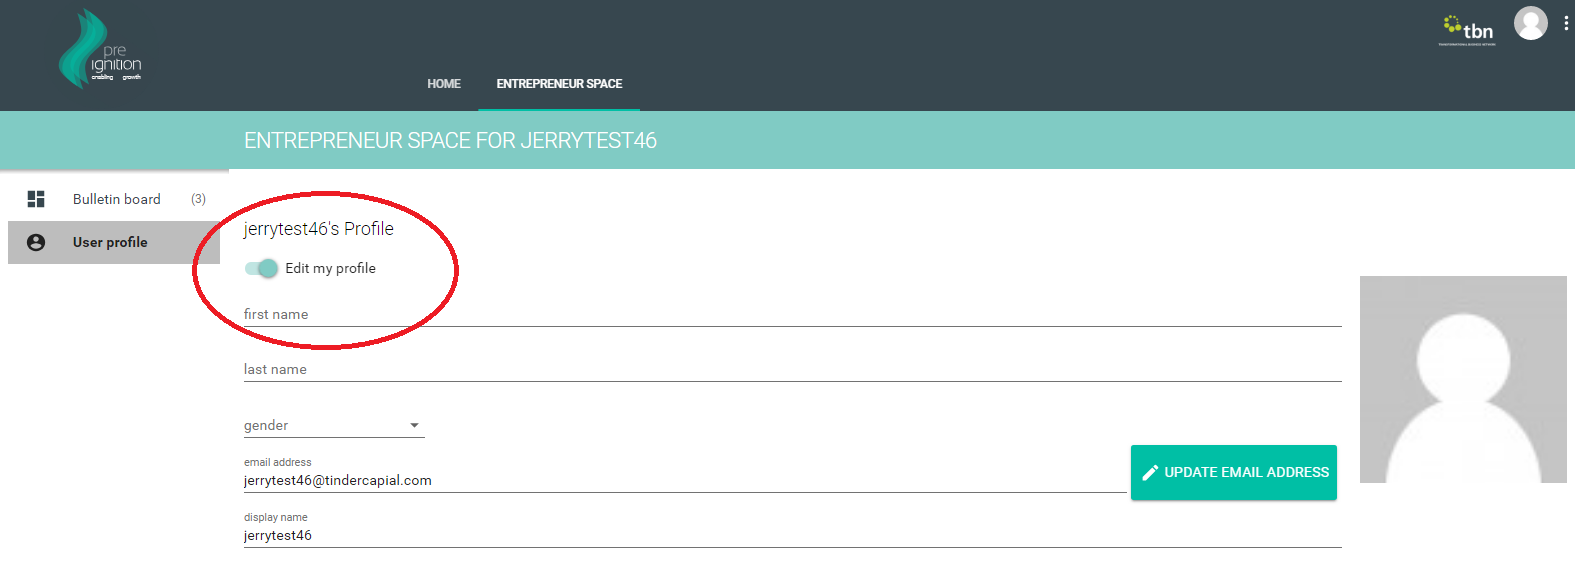 pre
ignition
enabling growth
tbn
HOME
ENTREPRENEUR SPACE
ENTREPRENEUR SPACE FOR JERRYTEST46
Bulletin board (3)
User profile
jerrytest46's Profile
Edit my profile
first name
last name
gender
email address
jerrytest46@tindercapial.com
UPDATE EMAIL ADDRESS
display name
jerrytest46